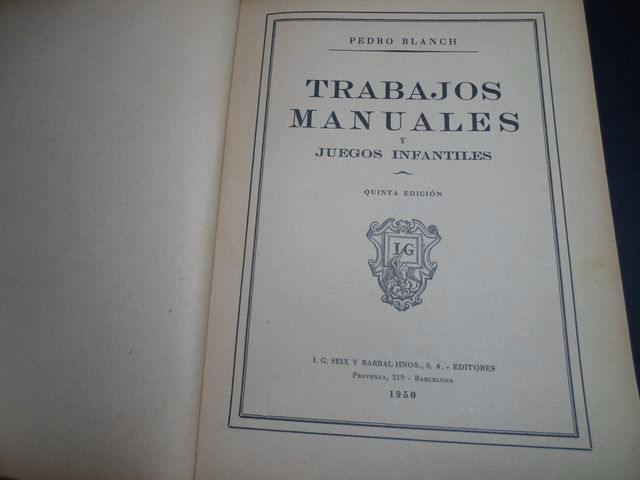 PEDRO BLANCH
TRABAJOS
MANUALES
Y
JUEGOS INFANTILES
QUINTA EDICIÓN
I G
I. G. SEIX Y BARRAL HNOS., S. A. - EDITORES
PROVENZA, 219 - BARCELONA
1950